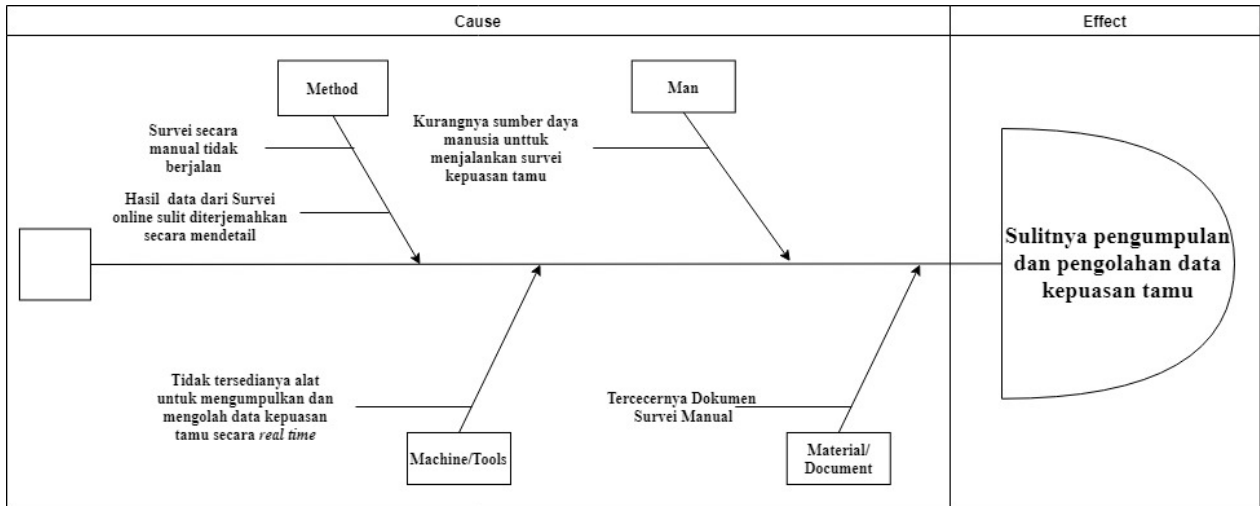 Cause
Effect
Method
Man
Survei secara
manual tidak
berjalan
Hasil data dari Survei
online sulit diterjemahkan
secara mendetail
Kurangnya sumber daya
manusia unttuk
menjalankan survei
kepuasan tamu
Sulitnya pengumpulan
dan pengolahan data
kepuasan tamu
Tidak tersedianya alat
untuk mengumpulkan dan
mengolah data kepuasan
tamu secara real time
Machine/Tools
Tercecernya Dokumen
Survei Manual
Material/
Document